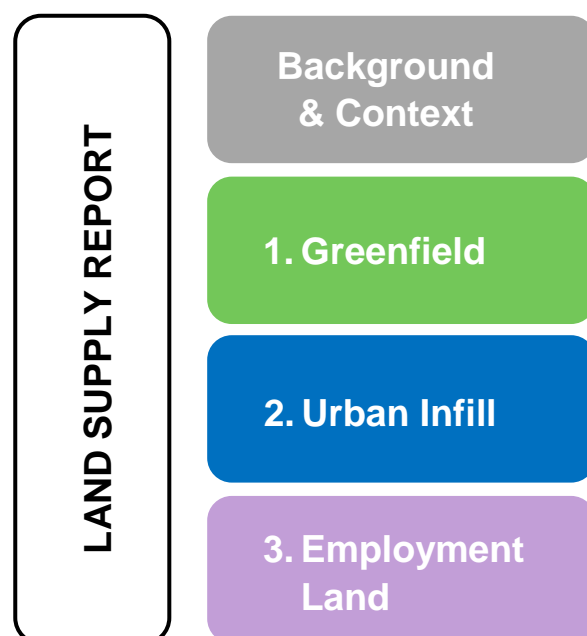 LAND SUPPLY REPORT
Background
& Context
1. Greenfield
2. Urban Infill
3. Employment
Land